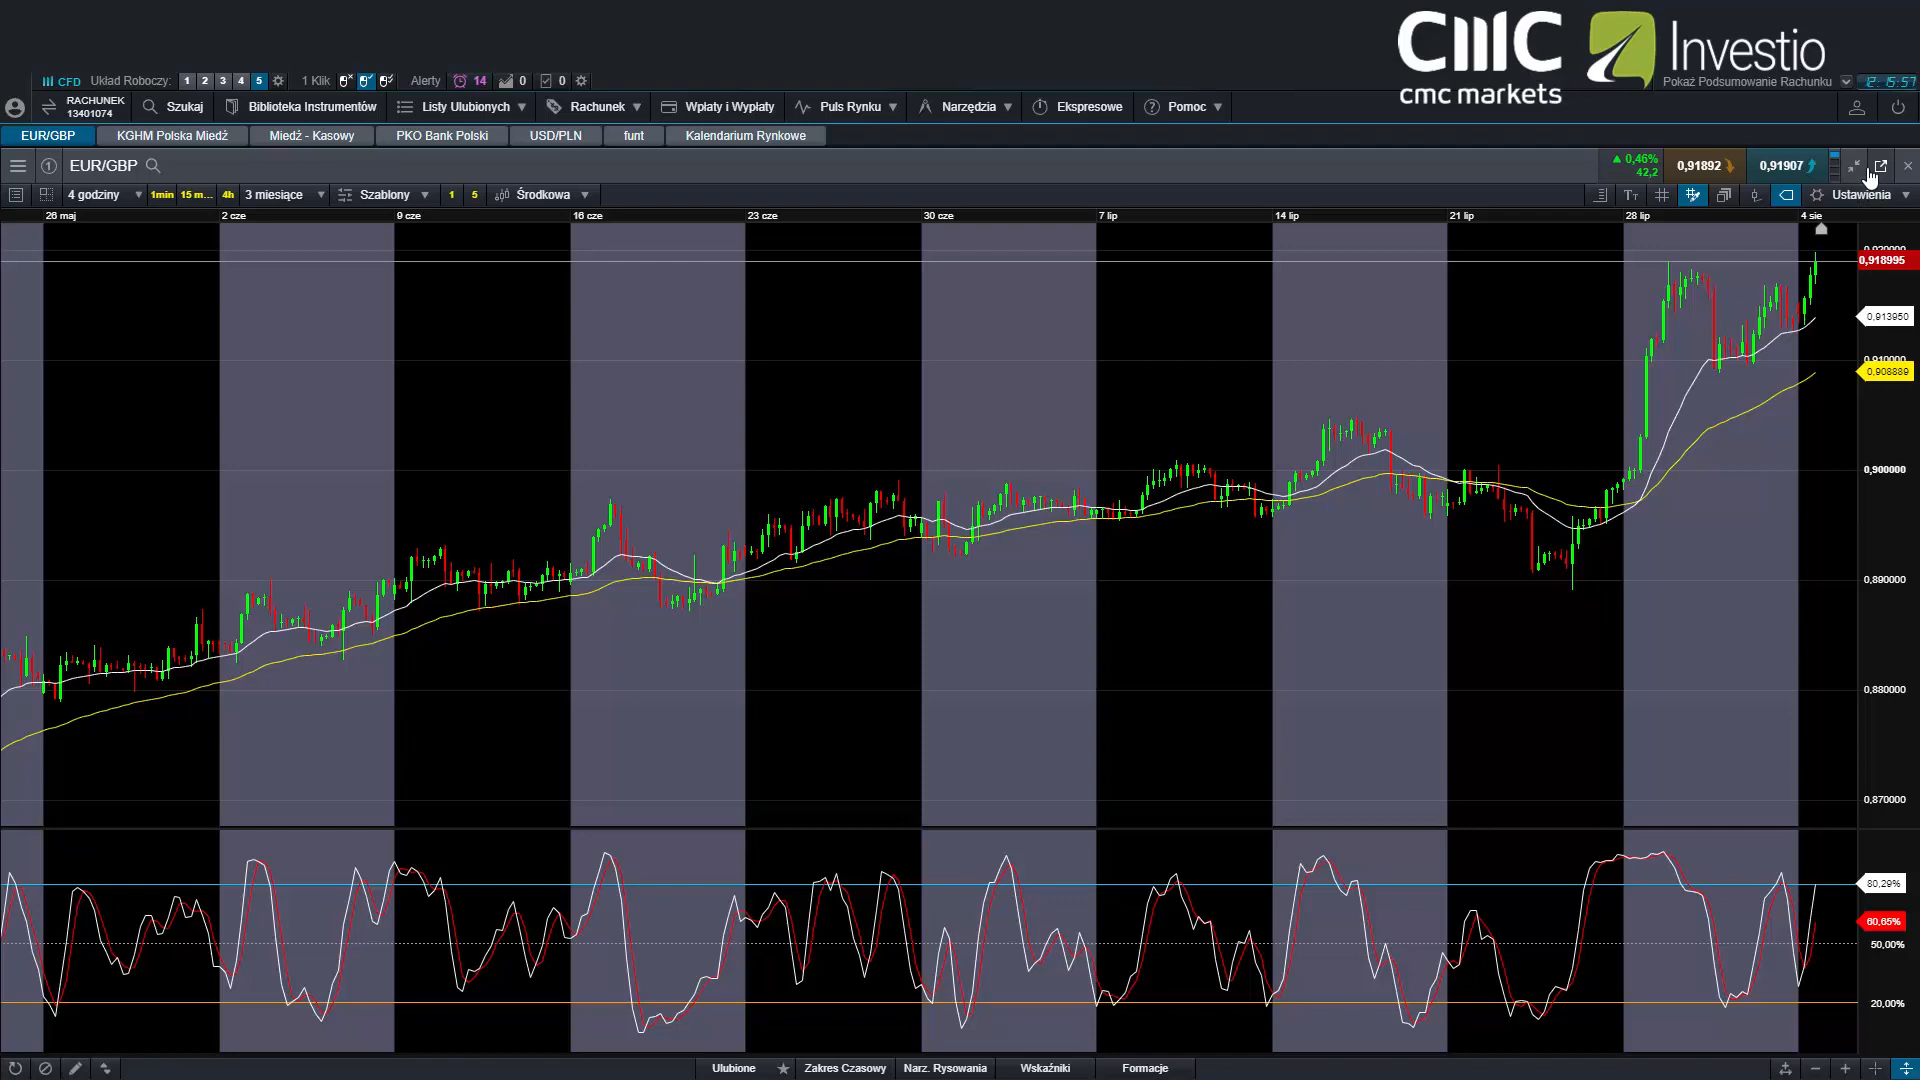 CMC
cmc markets
Investio
CFD Układ Roboczy: 1 2 3 4 5 1 Klik Alerty 14 0 0
Pokaż Podsumowanie Rachunku 12:15:57
RACHUNEK
13401074
Szukaj Biblioteka Instrumentów Listy Ulubionych Rachunek Wpłaty i Wypłaty Puls Rynku Narzędzia Ekspresowe Pomoc
EUR/GBP KGHM Polska Miedź Miedź - Kasowy PKO Bank Polski USD/PLN funt Kalendarium Rynkowe
1 EUR/GBP
0,46%
42,2
0,91892 0,91907
4 godziny 1min 15 m... 4h 3 miesiące Szablony 1 5 Środkowa Ustawienia
26 maj 2 cze 9 cze 16 cze 23 cze 30 cze 7 lip 14 lip 21 lip 28 lip 4 sie
0,920000
0,918995
0,913950
0,910000
0,908889
0,900000
0,890000
0,880000
0,870000
80,29%
60,65%
50,00%
20,00%
Ulubione Zakres Czasowy Narz. Rysowania Wskaźniki Formacje